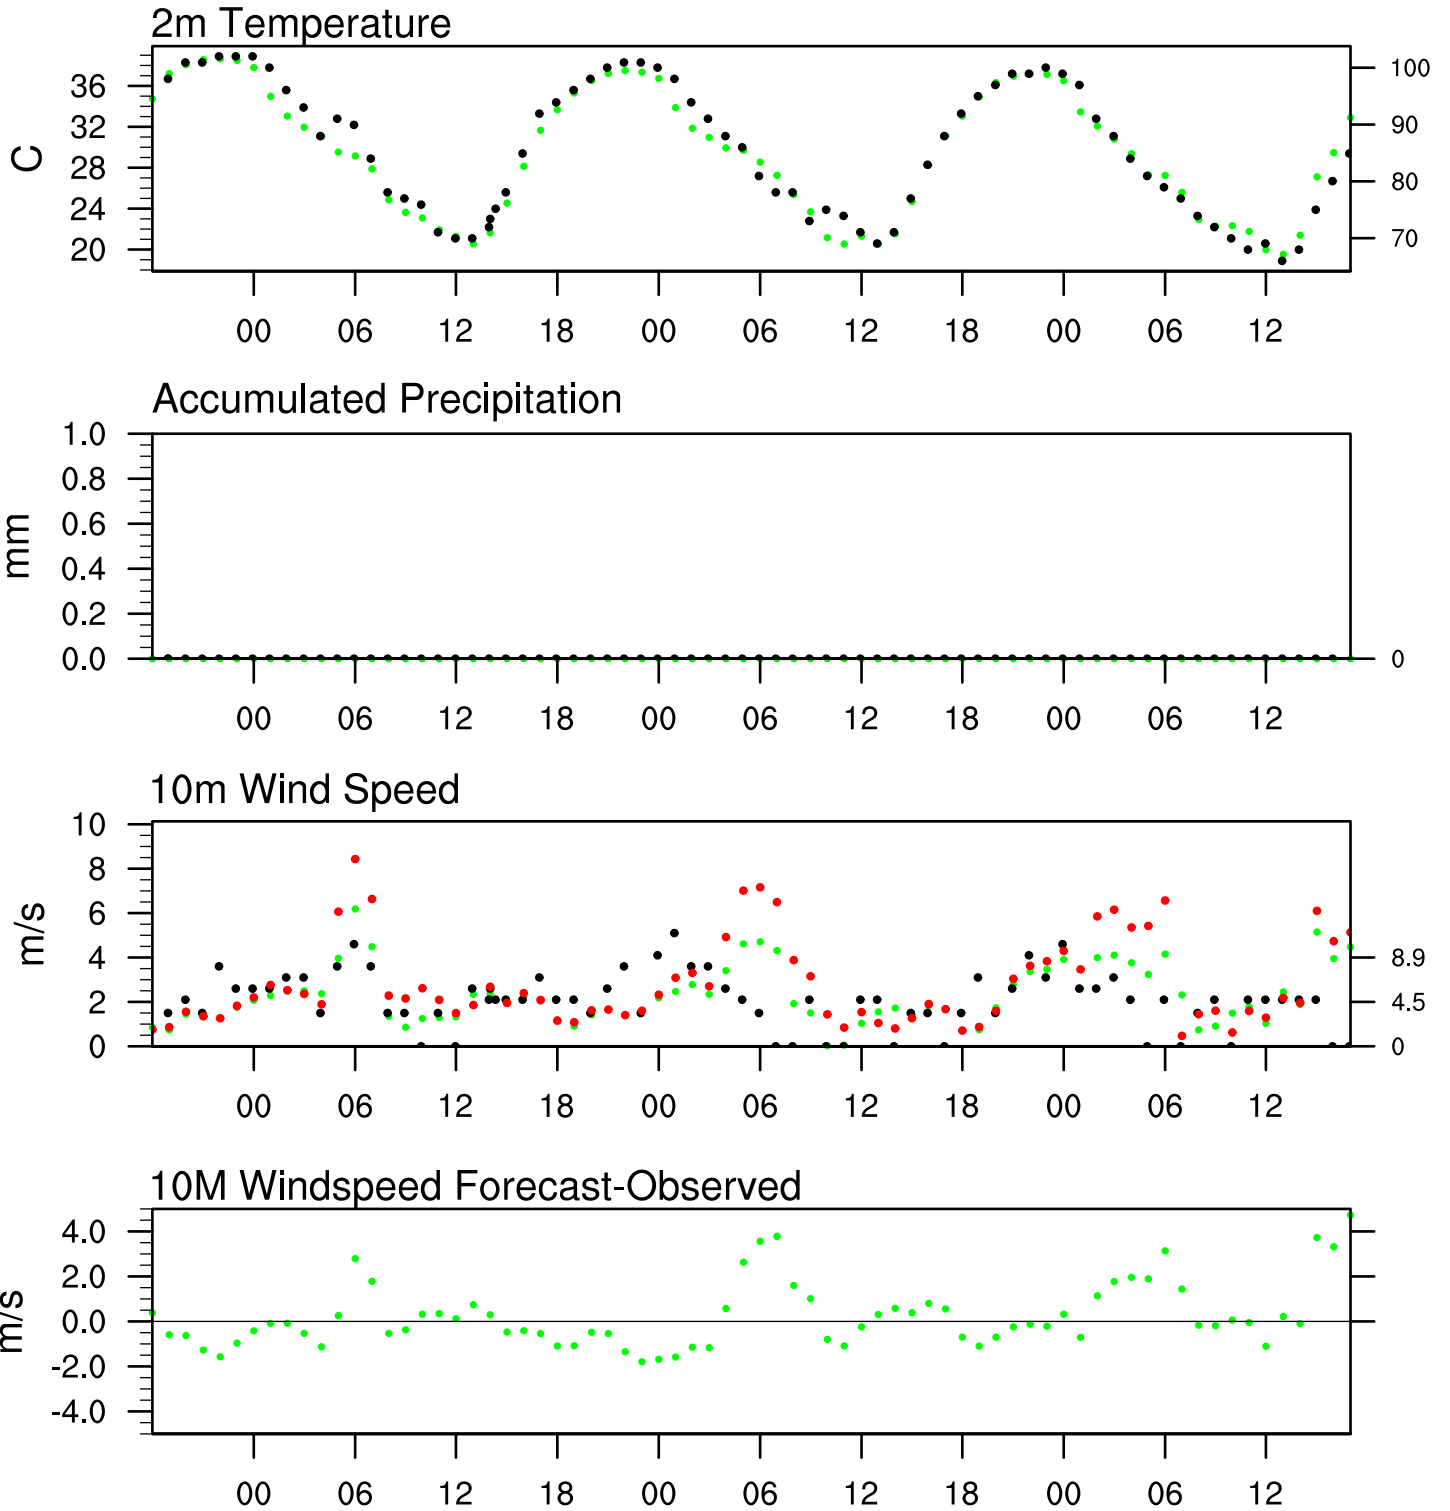 2m Temperature
36
32
28
24
20
C
100
90
80
70
00 06 12 18 00 06 12 18 00 06 12
Accumulated Precipitation
1.0
0.8
0.6
0.4
0.2
0.0
mm
0
00 06 12 18 00 06 12 18 00 06 12
10m Wind Speed
10
8
6
4
2
0
m/s
8.9
4.5
0
00 06 12 18 00 06 12 18 00 06 12
10M Windspeed Forecast-Observed
4.0
2.0
0.0
-2.0
-4.0
m/s
00 06 12 18 00 06 12 18 00 06 12